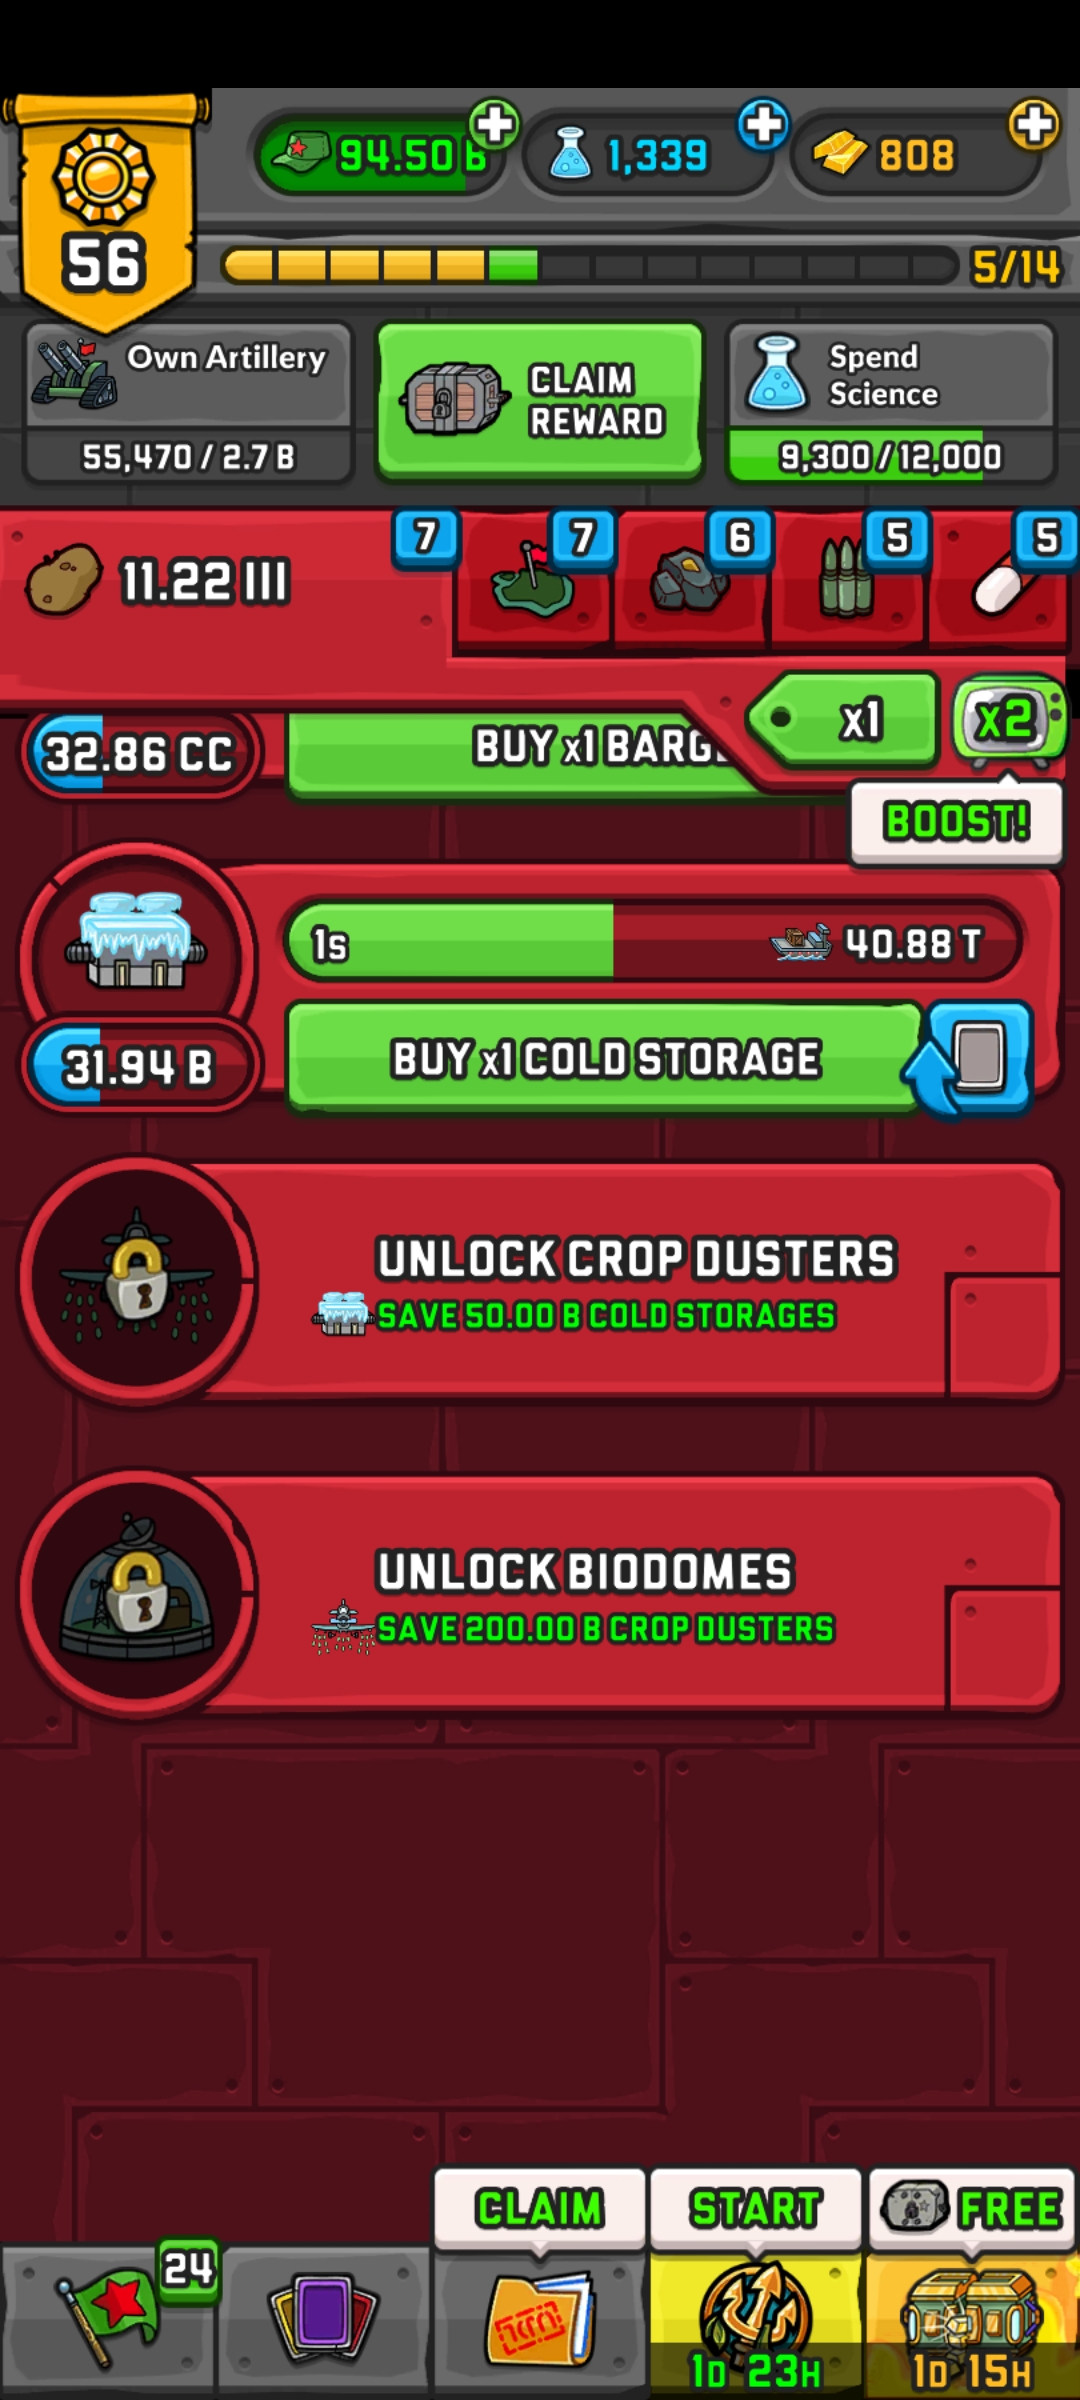 94.50 B
1,339
808
56
5/14
Own Artillery
55,470 / 2.7 B
CLAIM
REWARD
Spend
Science
9,300 / 12,000
11.22 III
7
7
6
5
5
x1
x2
BOOST!
32.86 CC
BUY x1 BARG
1s
40.88 T
31.94 B
BUY x1 COLD STORAGE
UNLOCK CROP DUSTERS
SAVE 50.00 B COLD STORAGES
UNLOCK BIODOMES
SAVE 200.00 B CROP DUSTERS
CLAIM
START
FREE
24
1D 23H
1D 15H